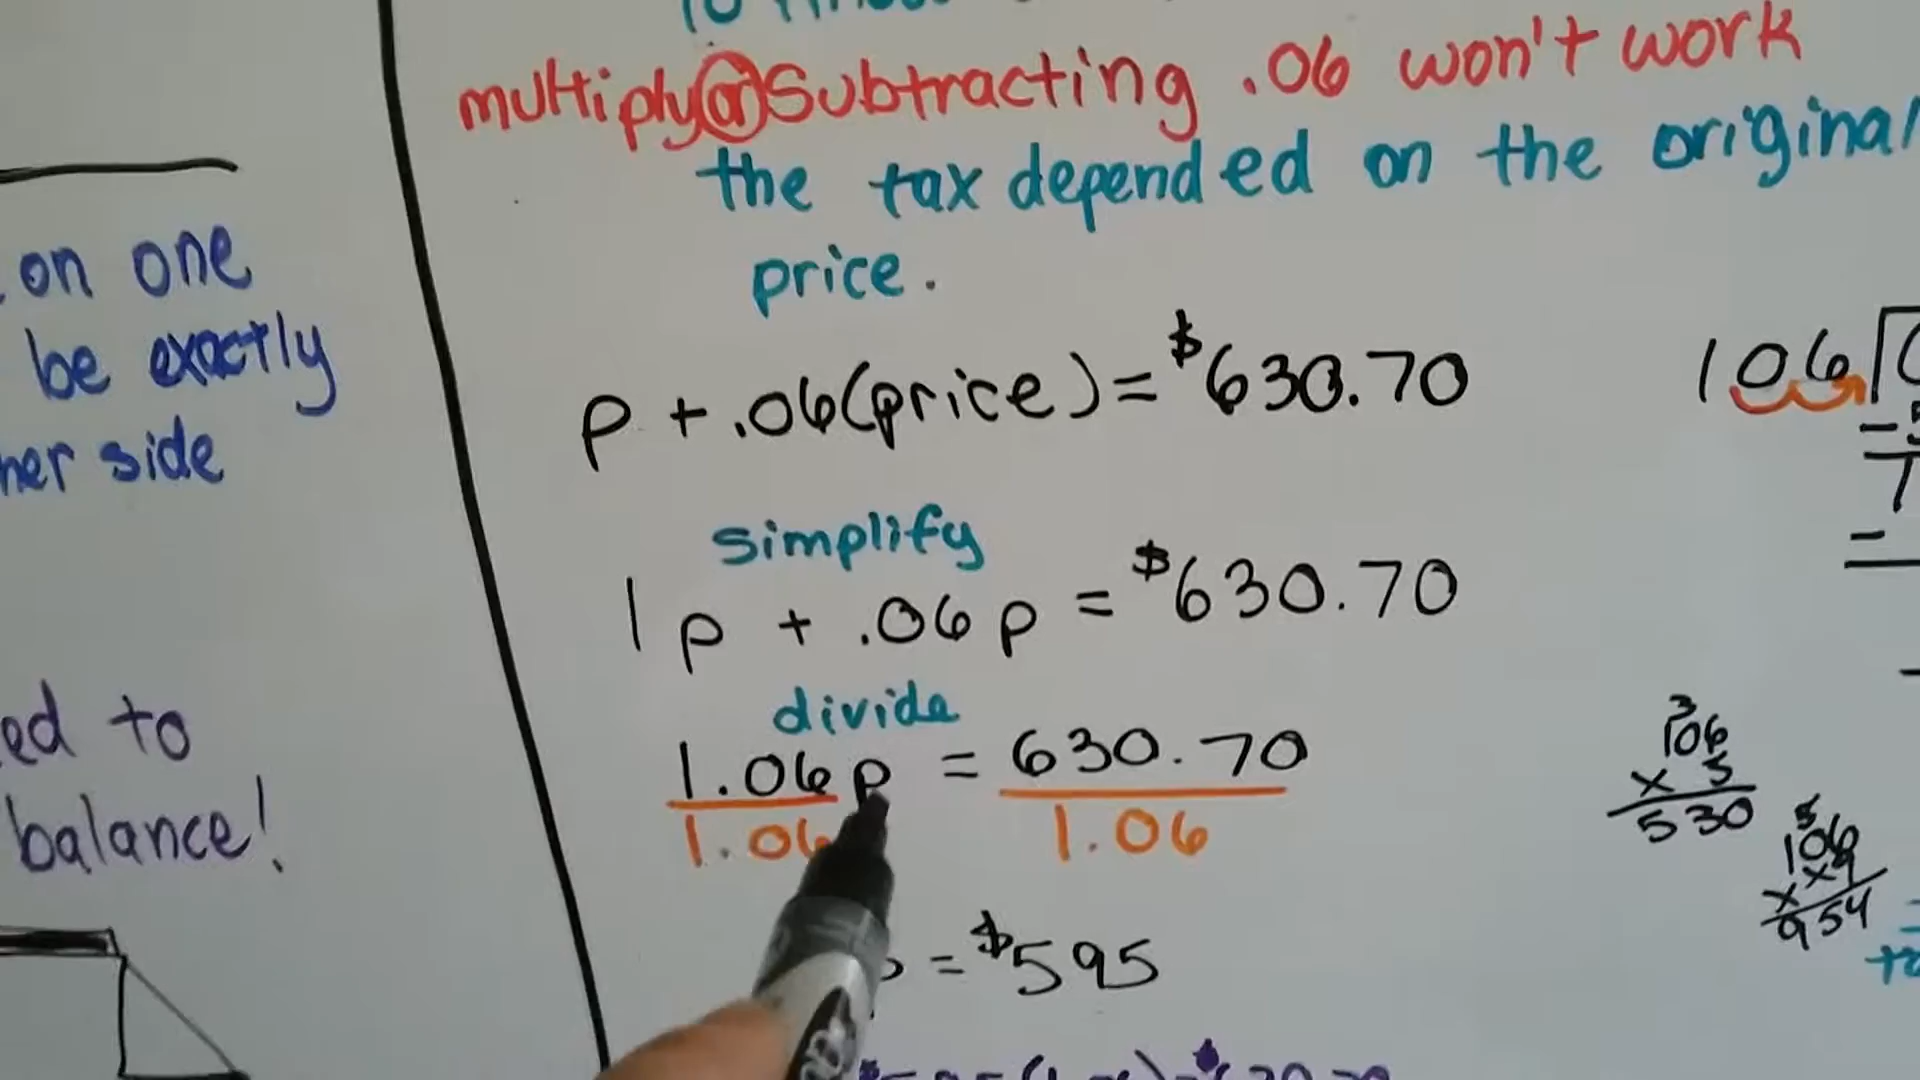 on one
be exactly
side
to
balance!
multiply or Subtracting .06 won't work
the tax depended on the original
price.
p + .06(price) = $630.70
simplify
1p + .06p = $630.70
divide
1.06p = 630.70
1.06 1.06
= $595
106
106
x 5
530
106
x 9
954